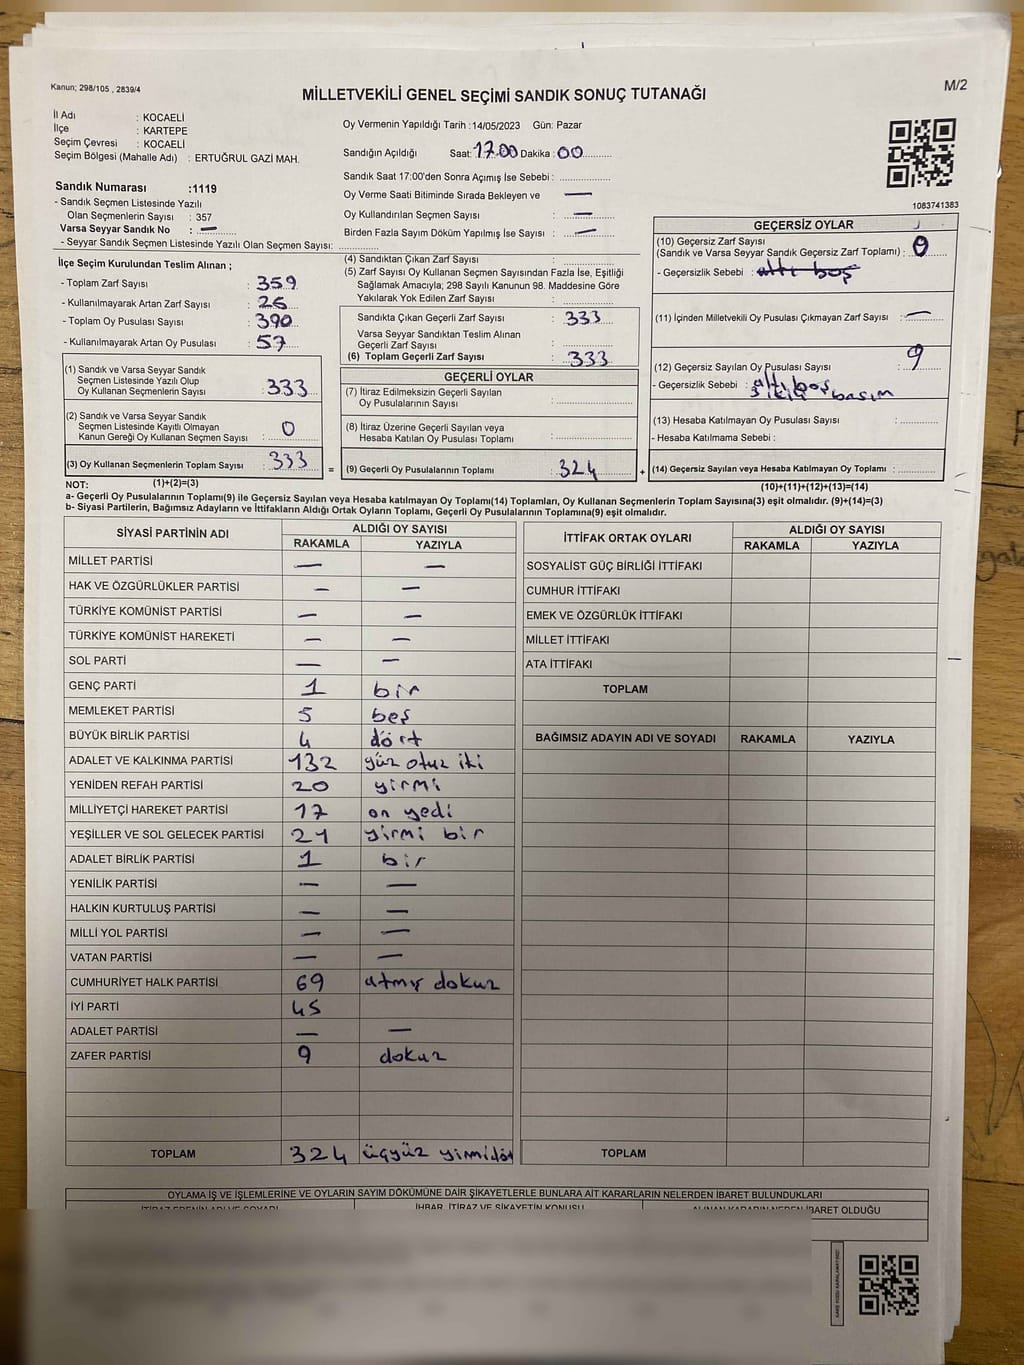 Kanun; 298/105 , 2839/4
MİLLETVEKİLİ GENEL SEÇİMİ SANDIK SONUÇ TUTANAĞI
M/2
İl Adı : KOCAELİ
İlçe : KARTEPE
Seçim Çevresi : KOCAELİ
Seçim Bölgesi (Mahalle Adı) : ERTUĞRUL GAZİ MAH.
Oy Vermenin Yapıldığı Tarih :14/05/2023 Gün: Pazar
Sandığın Açıldığı Saat: 17.00 Dakika: 00
Sandık Saat 17:00'den Sonra Açımış İse Sebebi :
Oy Verme Saati Bitiminde Sırada Bekleyen ve —
Oy Kullandırılan Seçmen Sayısı : —
Birden Fazla Sayım Döküm Yapılmış İse Sayısı : —
1083741383
Sandık Numarası :1119
- Sandık Seçmen Listesinde Yazılı
Olan Seçmenlerin Sayısı : 357
Varsa Seyyar Sandık No : —
- Seyyar Sandık Seçmen Listesinde Yazılı Olan Seçmen Sayısı:
İlçe Seçim Kurulundan Teslim Alınan ;
- Toplam Zarf Sayısı : 359
- Kullanılmayarak Artan Zarf Sayısı : 26
- Toplam Oy Pusulası Sayısı : 390
- Kullanılmayarak Artan Oy Pusulası : 57
(4) Sandıktan Çıkan Zarf Sayısı :
(5) Zarf Sayısı Oy Kullanan Seçmen Sayısından Fazla İse, Eşitliği
Sağlamak Amacıyla; 298 Sayılı Kanunun 98. Maddesine Göre
Yakılarak Yok Edilen Zarf Sayısı :
Sandıkta Çıkan Geçerli Zarf Sayısı : 333
Varsa Seyyar Sandıktan Teslim Alınan
Geçerli Zarf Sayısı :
(6) Toplam Geçerli Zarf Sayısı : 333
GEÇERSİZ OYLAR
(10) Geçersiz Zarf Sayısı
(Sandık ve Varsa Seyyar Sandık Geçersiz Zarf Toplamı) : 0
- Geçersizlik Sebebi : altı boş
(11) İçinden Milletvekili Oy Pusulası Çıkmayan Zarf Sayısı : —
(12) Geçersiz Sayılan Oy Pusulası Sayısı : 9
- Geçersizlik Sebebi : altı boş
basım
(13) Hesaba Katılmayan Oy Pusulası Sayısı :
- Hesaba Katılmama Sebebi :
(14) Geçersiz Sayılan veya Hesaba Katılmayan Oy Toplamı :
(1) Sandık ve Varsa Seyyar Sandık
Seçmen Listesinde Yazılı Olup
Oy Kullanan Seçmenlerin Sayısı : 333
(2) Sandık ve Varsa Seyyar Sandık
Seçmen Listesinde Kayıtlı Olmayan
Kanun Gereği Oy Kullanan Seçmen Sayısı : 0
(3) Oy Kullanan Seçmenlerin Toplam Sayısı : 333 =
GEÇERLİ OYLAR
(7) İtiraz Edilmeksizin Geçerli Sayılan
Oy Pusulalarının Sayısı :
(8) İtiraz Üzerine Geçerli Sayılan veya
Hesaba Katılan Oy Pusulası Toplamı :
(9) Geçerli Oy Pusulalarının Toplamı : 324 +
NOT: (1)+(2)=(3) (10)+(11)+(12)+(13)=(14)
a- Geçerli Oy Pusulalarının Toplamı(9) ile Geçersiz Sayılan veya Hesaba katılmayan Oy Toplamı(14) Toplamları, Oy Kullanan Seçmenlerin Toplam Sayısına(3) eşit olmalıdır. (9)+(14)=(3)
b- Siyasi Partilerin, Bağımsız Adayların ve İttifakların Aldığı Ortak Oyların Toplamı, Geçerli Oy Pusulalarının Toplamına(9) eşit olmalıdır.
SİYASİ PARTİNİN ADI ALDIĞI OY SAYISI
RAKAMLA YAZIYLA
MİLLET PARTİSİ — —
HAK VE ÖZGÜRLÜKLER PARTİSİ — —
TÜRKİYE KOMÜNİST PARTİSİ — —
TÜRKİYE KOMÜNİST HAREKETİ — —
SOL PARTİ — —
GENÇ PARTİ 1 bir
MEMLEKET PARTİSİ 5 beş
BÜYÜK BİRLİK PARTİSİ 4 dört
ADALET VE KALKINMA PARTİSİ 132 yüz otuz iki
YENİDEN REFAH PARTİSİ 20 yirmi
MİLLİYETÇİ HAREKET PARTİSİ 17 on yedi
YEŞİLLER VE SOL GELECEK PARTİSİ 21 yirmi bir
ADALET BİRLİK PARTİSİ 1 bir
YENİLİK PARTİSİ — —
HALKIN KURTULUŞ PARTİSİ — —
MİLLİ YOL PARTİSİ — —
VATAN PARTİSİ — —
CUMHURİYET HALK PARTİSİ 69 atmış dokuz
İYİ PARTİ 45
ADALET PARTİSİ — —
ZAFER PARTİSİ 9 dokuz
TOPLAM 324 üçyüz yirmidört
İTTİFAK ORTAK OYLARI ALDIĞI OY SAYISI
RAKAMLA YAZIYLA
SOSYALİST GÜÇ BİRLİĞİ İTTİFAKI
CUMHUR İTTİFAKI
EMEK VE ÖZGÜRLÜK İTTİFAKI
MİLLET İTTİFAKI
ATA İTTİFAKI
TOPLAM
BAĞIMSIZ ADAYIN ADI VE SOYADI RAKAMLA YAZIYLA
TOPLAM
OYLAMA İŞ VE İŞLEMLERİNE VE OYLARIN SAYIM DÖKÜMÜNE DAİR ŞİKAYETLERLE BUNLARA AİT KARARLARIN NELERDEN İBARET BULUNDUKLARI
İTİRAZ EDENİN ADI VE SOYADI İHBAR, İTİRAZ VE ŞİKAYETİN KONUSU ALINAN KARARIN NEDEN İBARET OLDUĞU